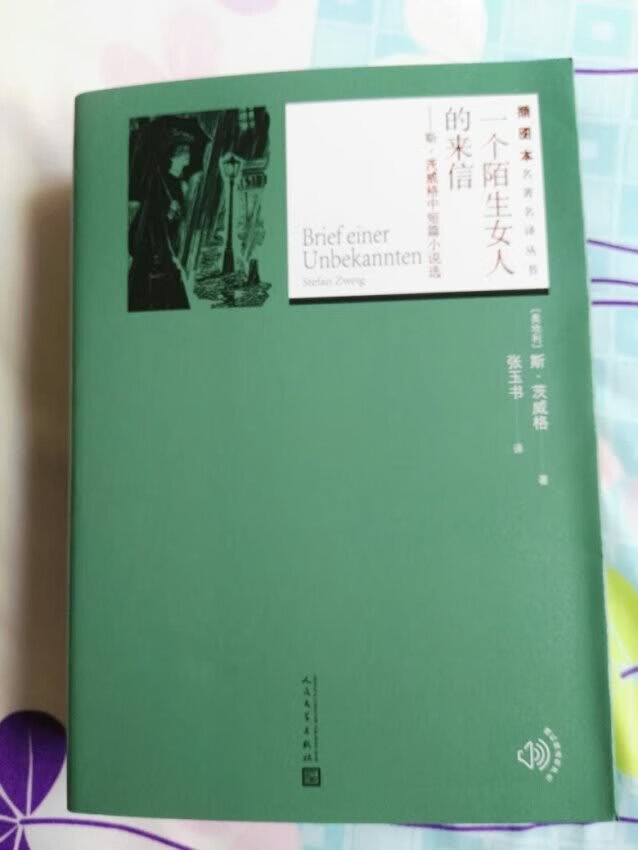 插图本名著名译丛书
一个陌生女人
的来信
——斯·茨威格中短篇小说选
Brief einer
Unbekannten
Stefan Zweig
[奥地利] 斯·茨威格 著
张玉书 译
人民文学出版社